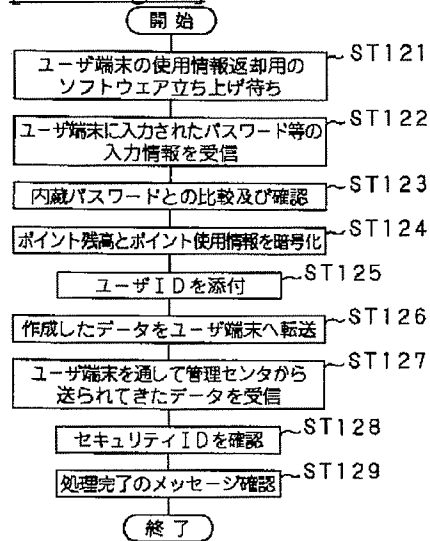 開始
ST121
ユーザ端末の使用情報返却用の
ソフトウェア立ち上げ待ち
ST122
ユーザ端末に入力されたパスワード等の
入力情報を受信
ST123
内蔵パスワードとの比較及び確認
ST124
ポイント残高とポイント使用情報を暗号化
ST125
ユーザIDを添付
ST126
作成したデータをユーザ端末へ転送
ST127
ユーザ端末を通して管理センタから
送られてきたデータを受信
ST128
セキュリティIDを確認
ST129
処理完了のメッセージ確認
終了